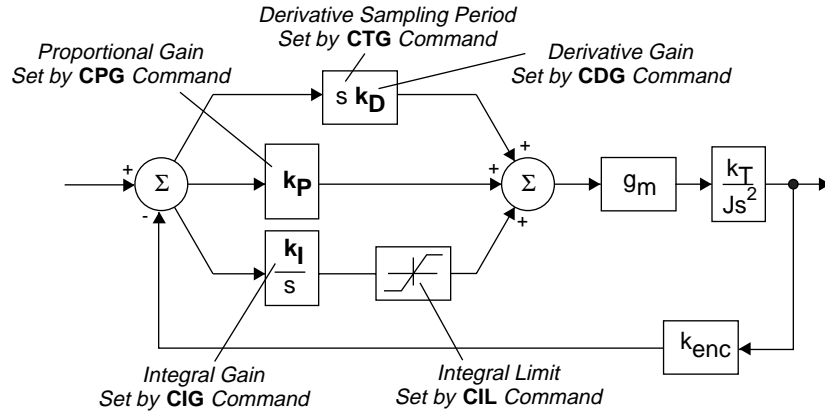 Derivative Sampling Period
Set by CTG Command
Proportional Gain
Set by CPG Command
Derivative Gain
Set by CDG Command
s kD
+
+
Σ
-
kP
+
+
Σ
+
gm
kT
Js2
kI
s
kenc
Integral Gain
Set by CIG Command
Integral Limit
Set by CIL Command